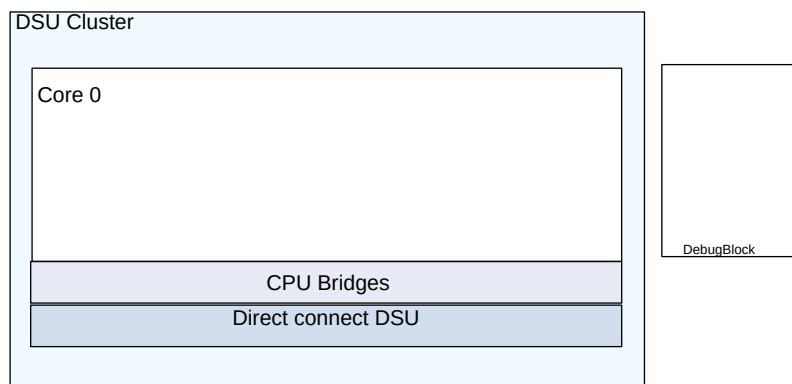 DSU Cluster
Core 0
DebugBlock
CPU Bridges
Direct connect DSU